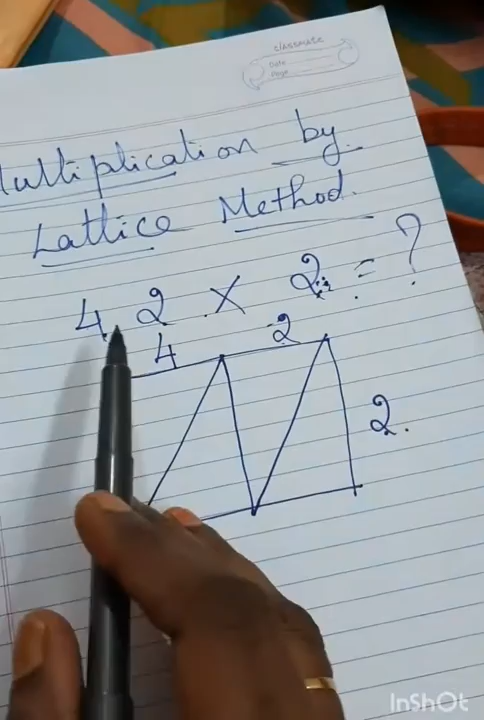 CLASSMATE
Date
Page
Multiplication by
Lattice Method.
42 × 2 = ?
4 2
2.
InShOt